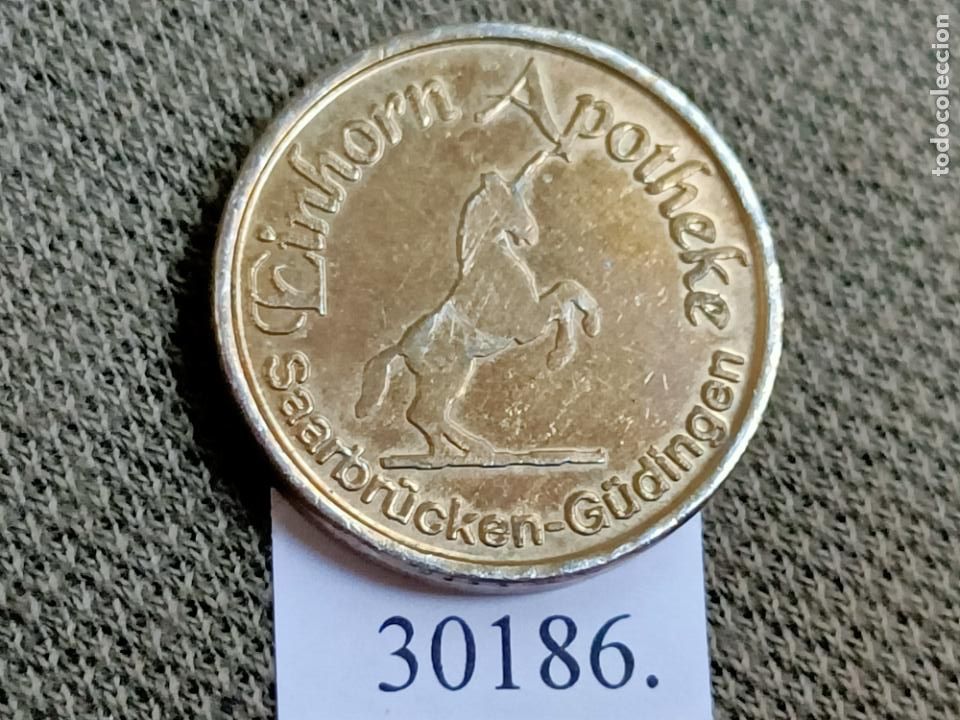 Einhorn Apotheke
Saarbrücken-Güdingen
30186.
todocoleccion